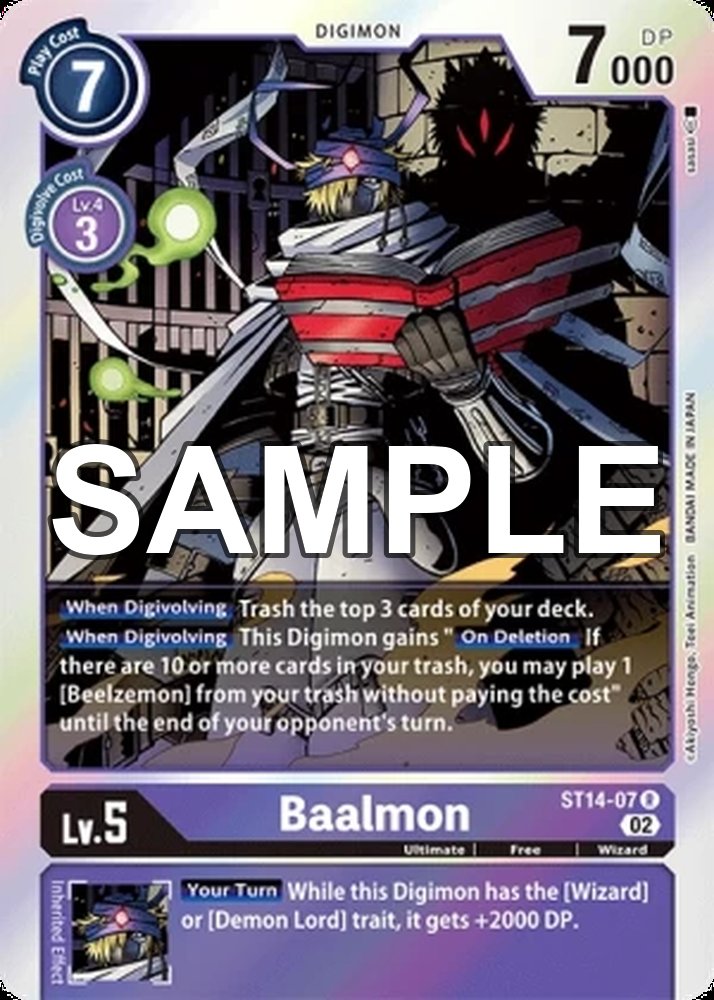 DIGIMON
Play Cost
7
DP
7000
Digivolve Cost
Lv.4
3
sasasi
SAMPLE
©Akiyoshi Hongo, Toei Animation BANDAI MADE IN JAPAN
When Digivolving Trash the top 3 cards of your deck.
When Digivolving This Digimon gains " On Deletion If
there are 10 or more cards in your trash, you may play 1
[Beelzemon] from your trash without paying the cost"
until the end of your opponent's turn.
Lv.5
Baalmon
ST14-07 R
02
Ultimate | Free | Wizard
Inherited Effect
Your Turn While this Digimon has the [Wizard]
or [Demon Lord] trait, it gets +2000 DP.